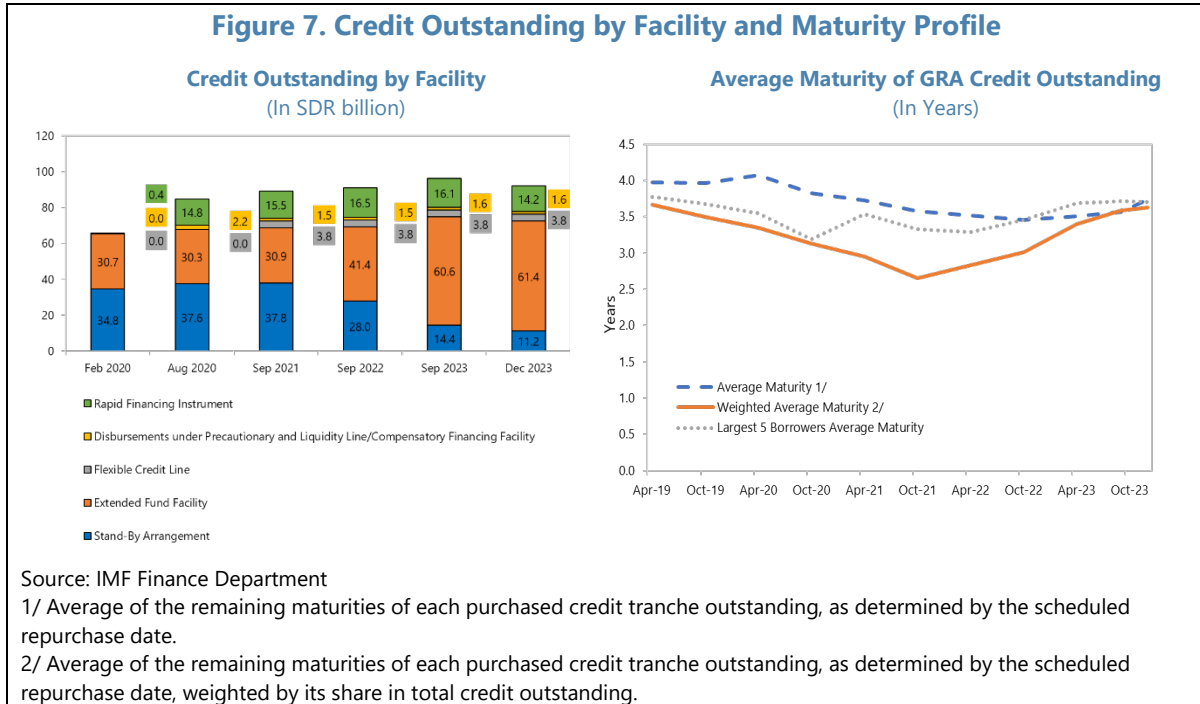 Figure 7. Credit Outstanding by Facility and Maturity Profile
Credit Outstanding by Facility
(In SDR billion)
120
100
80
60
40
20
0
34.8
30.7
0.4
0.0
0.0
37.6
30.3
14.8
2.2
0.0
37.8
30.9
15.5
1.5
3.8
28.0
41.4
16.5
1.5
3.8
14.4
60.6
16.1
1.6
3.8
11.2
61.4
14.2
1.6
3.8
Feb 2020 Aug 2020 Sep 2021 Sep 2022 Sep 2023 Dec 2023
Rapid Financing Instrument
Disbursements under Precautionary and Liquidity Line/Compensatory Financing Facility
Flexible Credit Line
Extended Fund Facility
Stand-By Arrangement
Average Maturity of GRA Credit Outstanding
(In Years)
4.5
4.0
3.5
3.0
2.5
2.0
1.5
1.0
0.5
0.0
Years
Average Maturity 1/
Weighted Average Maturity 2/
Largest 5 Borrowers Average Maturity
Apr-19 Oct-19 Apr-20 Oct-20 Apr-21 Oct-21 Apr-22 Oct-22 Apr-23 Oct-23
Source: IMF Finance Department
1/ Average of the remaining maturities of each purchased credit tranche outstanding, as determined by the scheduled
repurchase date.
2/ Average of the remaining maturities of each purchased credit tranche outstanding, as determined by the scheduled
repurchase date, weighted by its share in total credit outstanding.